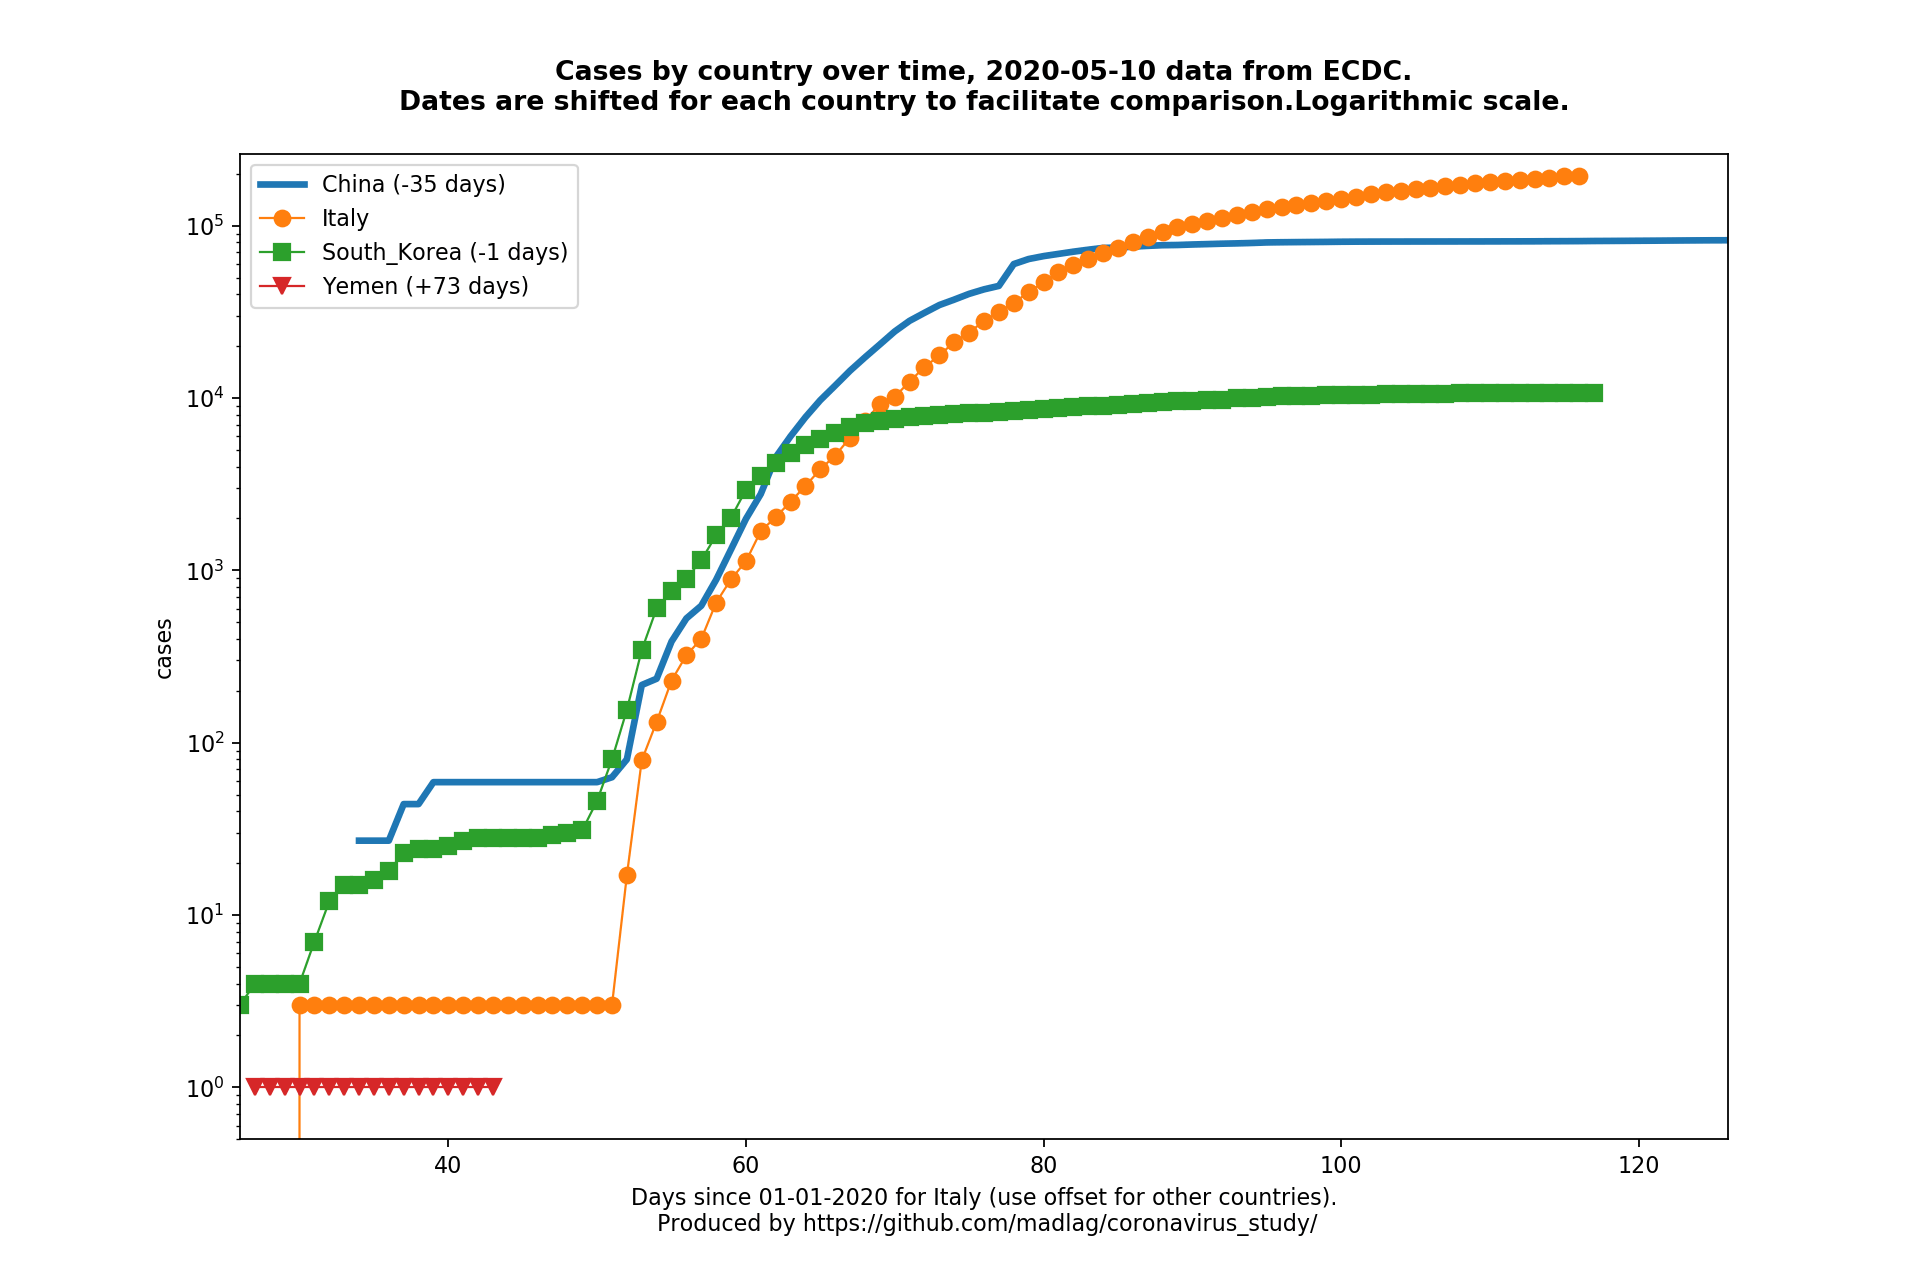 Cases by country over time, 2020-05-10 data from ECDC.
Dates are shifted for each country to facilitate comparison.Logarithmic scale.
China (-35 days)
Italy
South_Korea (-1 days)
Yemen (+73 days)
10^5
10^4
10^3
10^2
10^1
10^0
cases
40 60 80 100 120
Days since 01-01-2020 for Italy (use offset for other countries).
Produced by https://github.com/madlag/coronavirus_study/